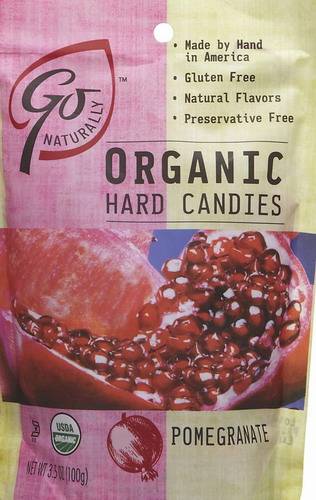 Go
NATURALLY
™
• Made by Hand
in America
• Gluten Free
• Natural Flavors
• Preservative Free
ORGANIC
HARD CANDIES
USDA
ORGANIC
POMEGRANATE
NET WT 3.5 OZ (100g)